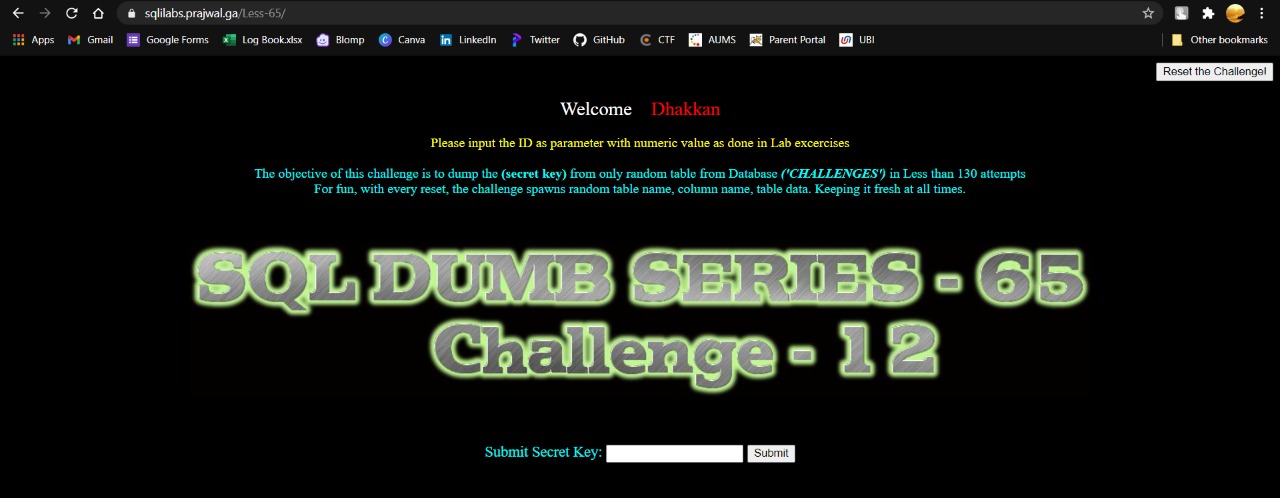 sqlilabs.prajwal.ga/Less-65/
Apps Gmail Google Forms Log Book.xlsx Blomp Canva LinkedIn Twitter GitHub CTF AUMS Parent Portal UBI Other bookmarks
Reset the Challenge!
Welcome Dhakkan
Please input the ID as parameter with numeric value as done in Lab excercises
The objective of this challenge is to dump the (secret key) from only random table from Database ('CHALLENGES') in Less than 130 attempts
For fun, with every reset, the challenge spawns random table name, column name, table data. Keeping it fresh at all times.
SQL DUMB SERIES - 65
Challenge - 12
Submit Secret Key: Submit